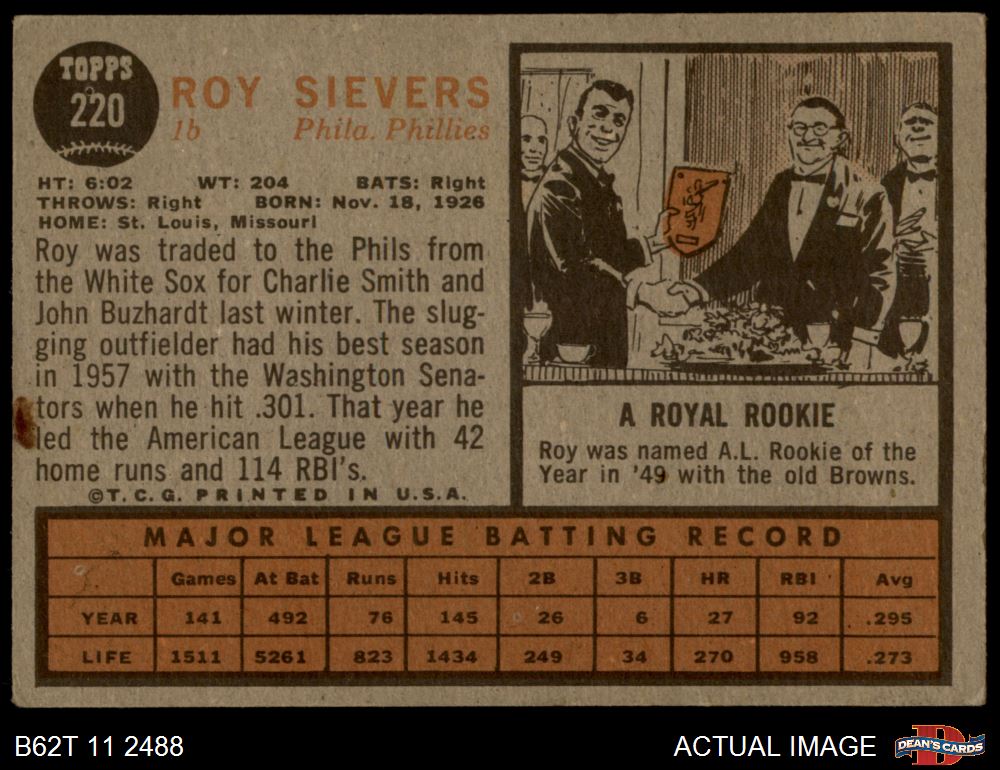 TOPPS
220
ROY SIEVERS
1b Phila. Phillies
HT: 6:02 WT: 204 BATS: Right
THROWS: Right BORN: Nov. 18, 1926
HOME: St. Louis, Missouri
Roy was traded to the Phils from
the White Sox for Charlie Smith and
John Buzhardt last winter. The slug-
ging outfielder had his best season
in 1957 with the Washington Sena-
tors when he hit .301. That year he
led the American League with 42
home runs and 114 RBI's.
©T.C.G. PRINTED IN U.S.A.
A ROYAL ROOKIE
Roy was named A.L. Rookie of the
Year in '49 with the old Browns.
MAJOR LEAGUE BATTING RECORD
Games At Bat Runs Hits 2B 3B HR RBI Avg
YEAR 141 492 76 145 26 6 27 92 .295
LIFE 1511 5261 823 1434 249 34 270 958 .273
B62T 11 2488 ACTUAL IMAGE DEAN'S CARDS